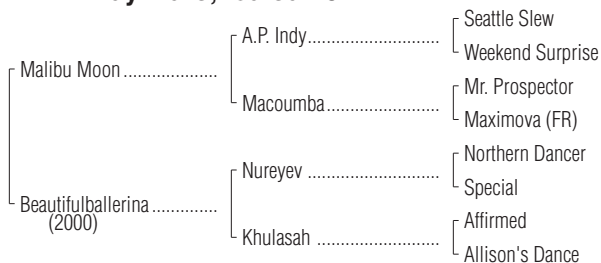 Seattle Slew
A.P. Indy
Weekend Surprise
Malibu Moon
Mr. Prospector
Macoumba
Maximova (FR)
Northern Dancer
Nureyev
Special
Beautifulballerina
(2000)
Affirmed
Khulasah
Allison's Dance